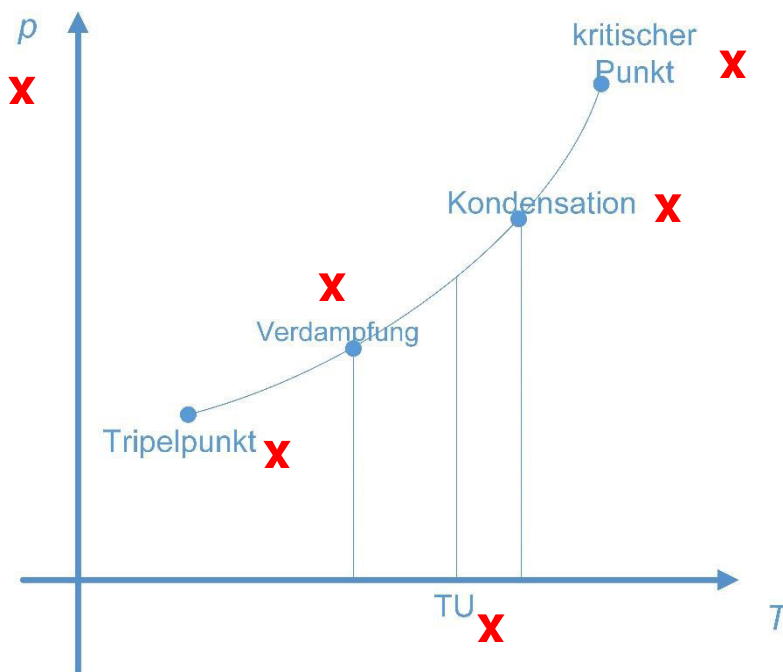 p
kritischer
Punkt
X
X
Kondensation X
X
Verdampfung
Tripelpunkt X
TU X
T